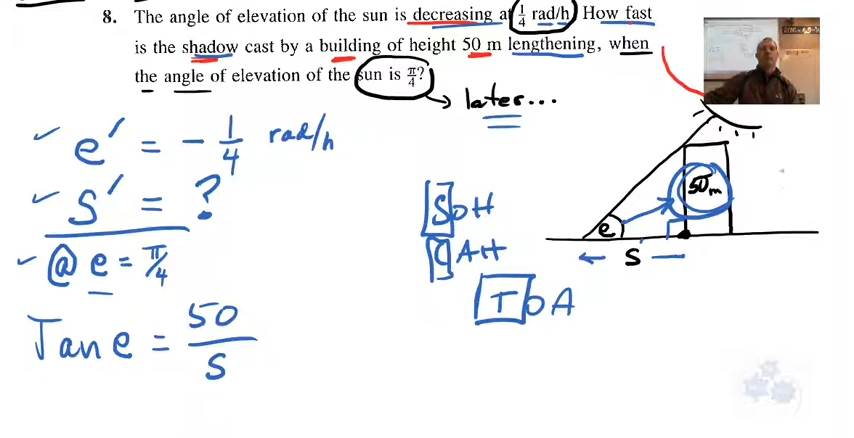 8. The angle of elevation of the sun is decreasing at 1/4 rad/h. How fast
is the shadow cast by a building of height 50 m lengthening, when
the angle of elevation of the sun is π/4?
later...
e' = - 1/4 rad/h
s' = ?
@ e = π/4
Tan e = 50/s
SOH
CAH
TOA
50m
e
s